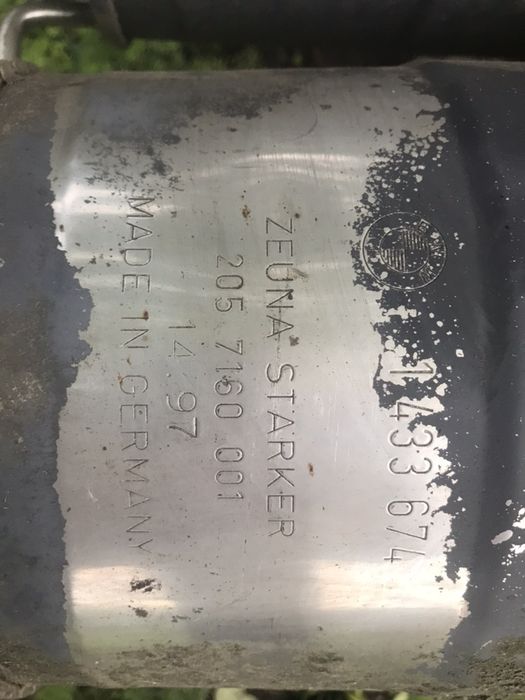 1 433 674
ZEUNA STARKER
205 7160 001
14.97
MADE IN GERMANY